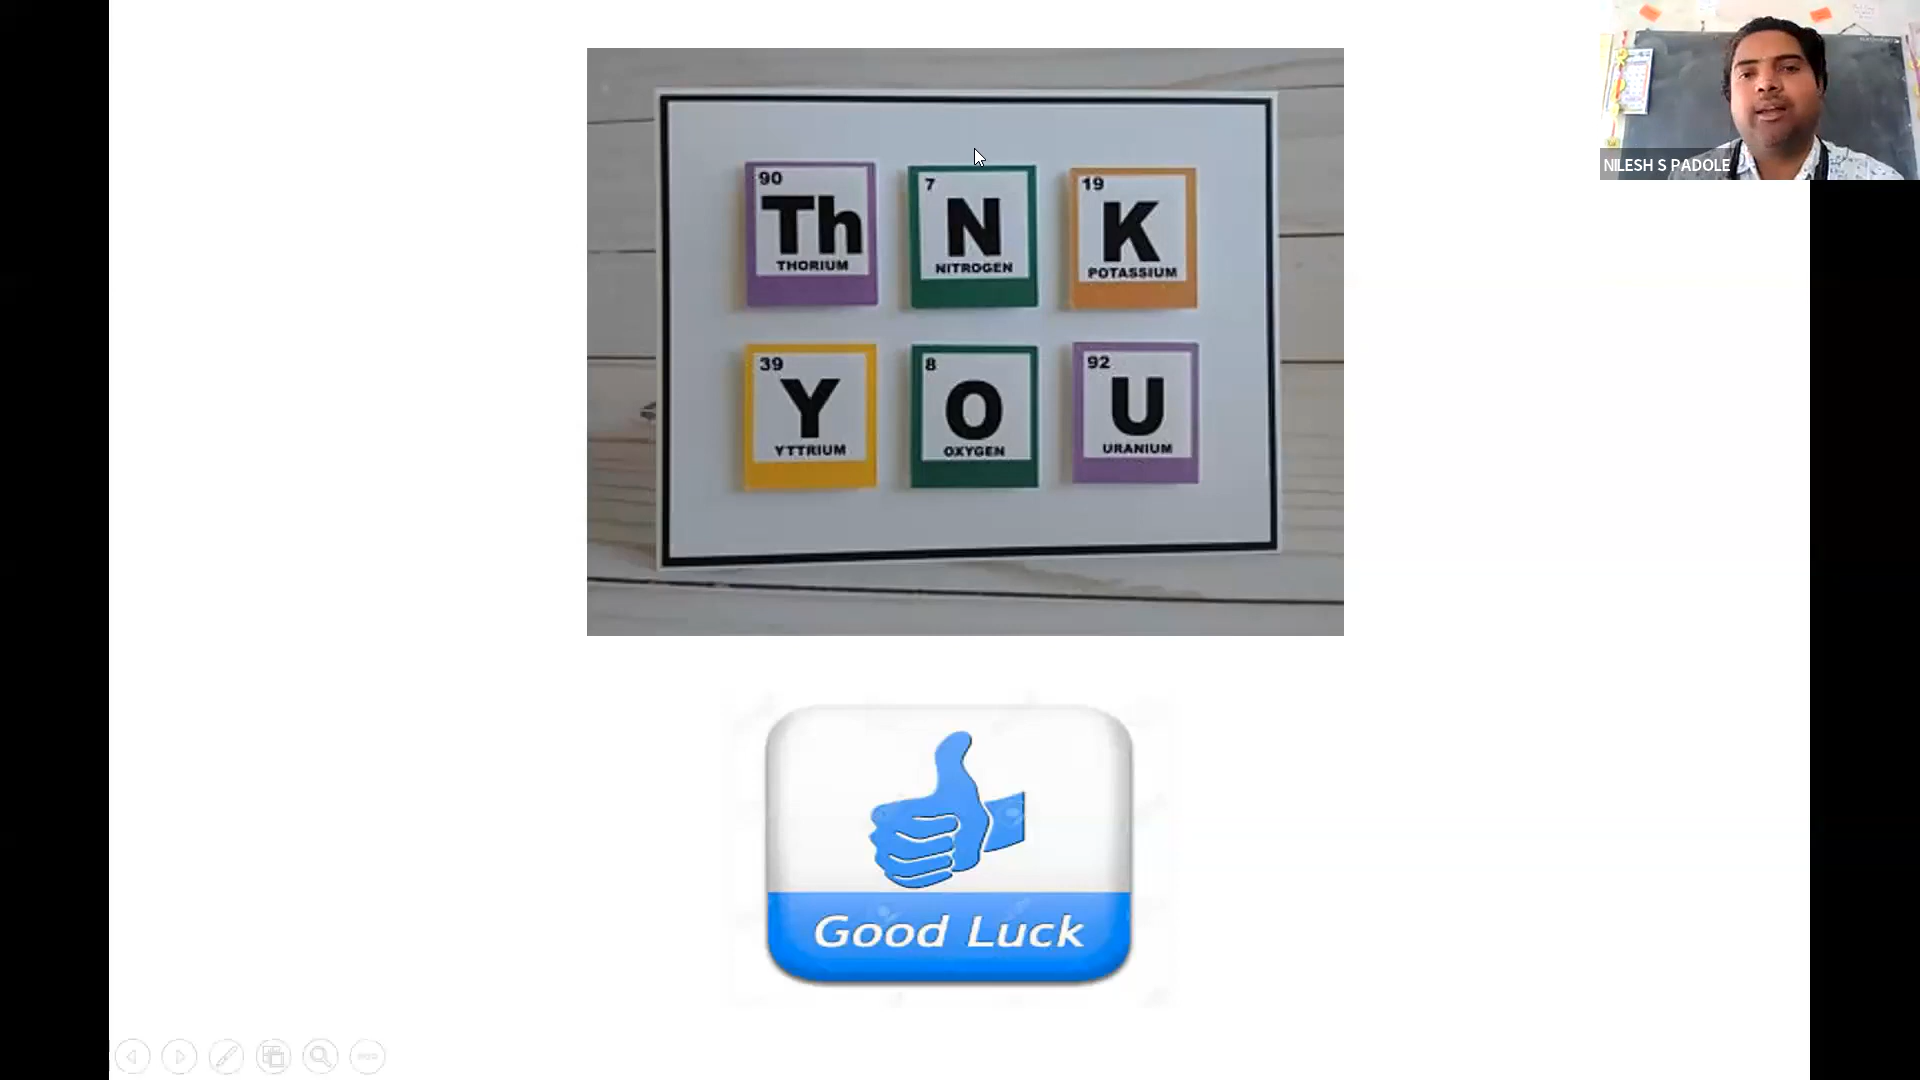 90 7 19
Th N K
THORIUM NITROGEN POTASSIUM
39 8 92
Y O U
YTTRIUM OXYGEN URANIUM
Good Luck
NILESH S PADOLE